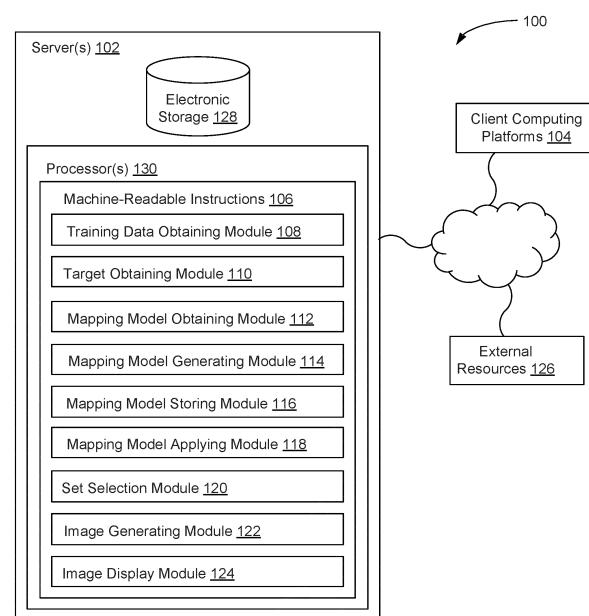 100
Server(s) 102
Electronic
Storage 128
Client Computing
Platforms 104
Processor(s) 130
Machine-Readable Instructions 106
Training Data Obtaining Module 108
Target Obtaining Module 110
Mapping Model Obtaining Module 112
Mapping Model Generating Module 114
Mapping Model Storing Module 116
Mapping Model Applying Module 118
Set Selection Module 120
Image Generating Module 122
Image Display Module 124
External
Resources 126